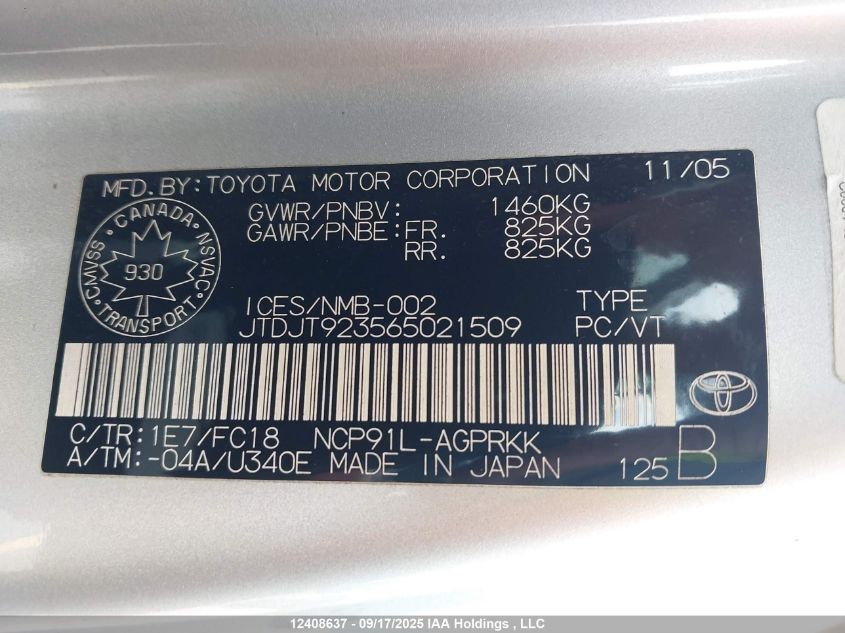 MFD. BY: TOYOTA MOTOR CORPORATION 11/05
GVWR/PNBV: 1460KG
GAWR/PNBE: FR. 825KG
RR. 825KG
CANADA
CMVSS
NSVAC
930
TRANSPORT
ICES/NMB-002 TYPE
JTDJT923565021509 PC/VT
C/TR: 1E7/FC18 NCP91L-AGPRKK
A/TM: -04A/U340E MADE IN JAPAN 125 B
12408637 - 09/17/2025 IAA Holdings , LLC